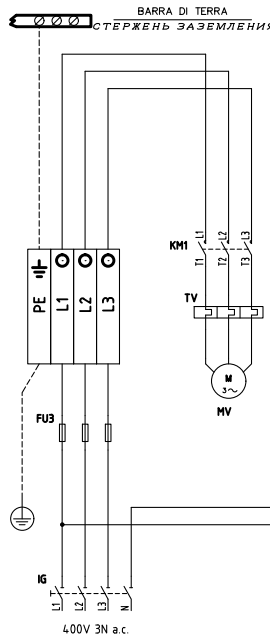 BARRA DI TERRA
СТЕРЖЕНЬ ЗАЗЕМЛЕНИЯ
KM1
L1 L2 L3
T1 T2 T3
TV
PE L1 L2 L3
M
3~
MV
FU3
IG
L1 L2 L3 N
400V 3N a.c.